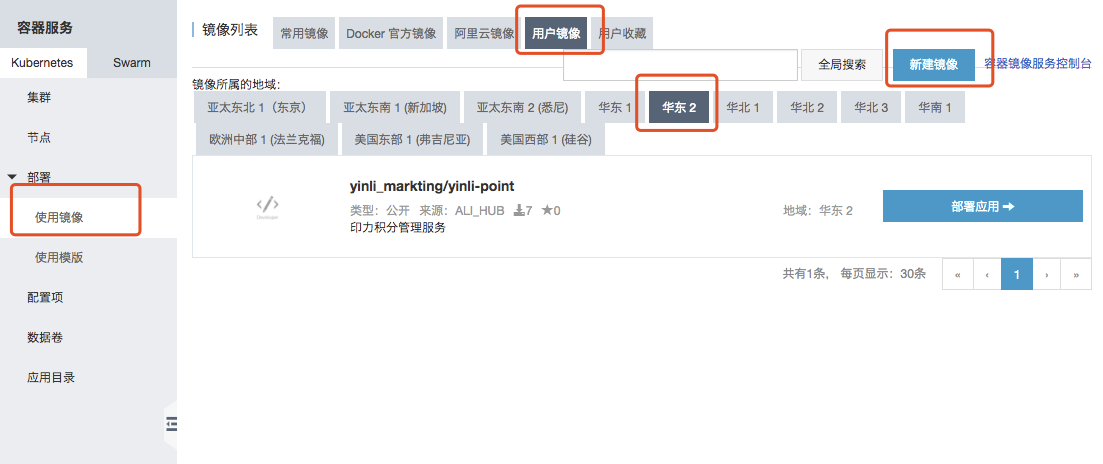 容器服务
Kubernetes
Swarm
集群
节点
部署
使用镜像
使用模版
配置项
数据卷
应用目录
镜像列表
常用镜像
Docker 官方镜像
阿里云镜像
用户镜像
用户收藏
全局搜索
新建镜像
容器镜像服务控制台
镜像所属的地域：
亚太东北 1（东京）
亚太东南 1 (新加坡)
亚太东南 2 (悉尼)
华东 1
华东 2
华北 1
华北 2
华北 3
华南 1
欧洲中部 1 (法兰克福)
美国东部 1 (弗吉尼亚)
美国西部 1 (硅谷)
Developer
yinli_markting/yinli-point
类型：公开 来源：ALI_HUB 7 ★0
印力积分管理服务
地域：华东 2
部署应用 ➔
共有1条， 每页显示：30条
« ‹ 1 › »